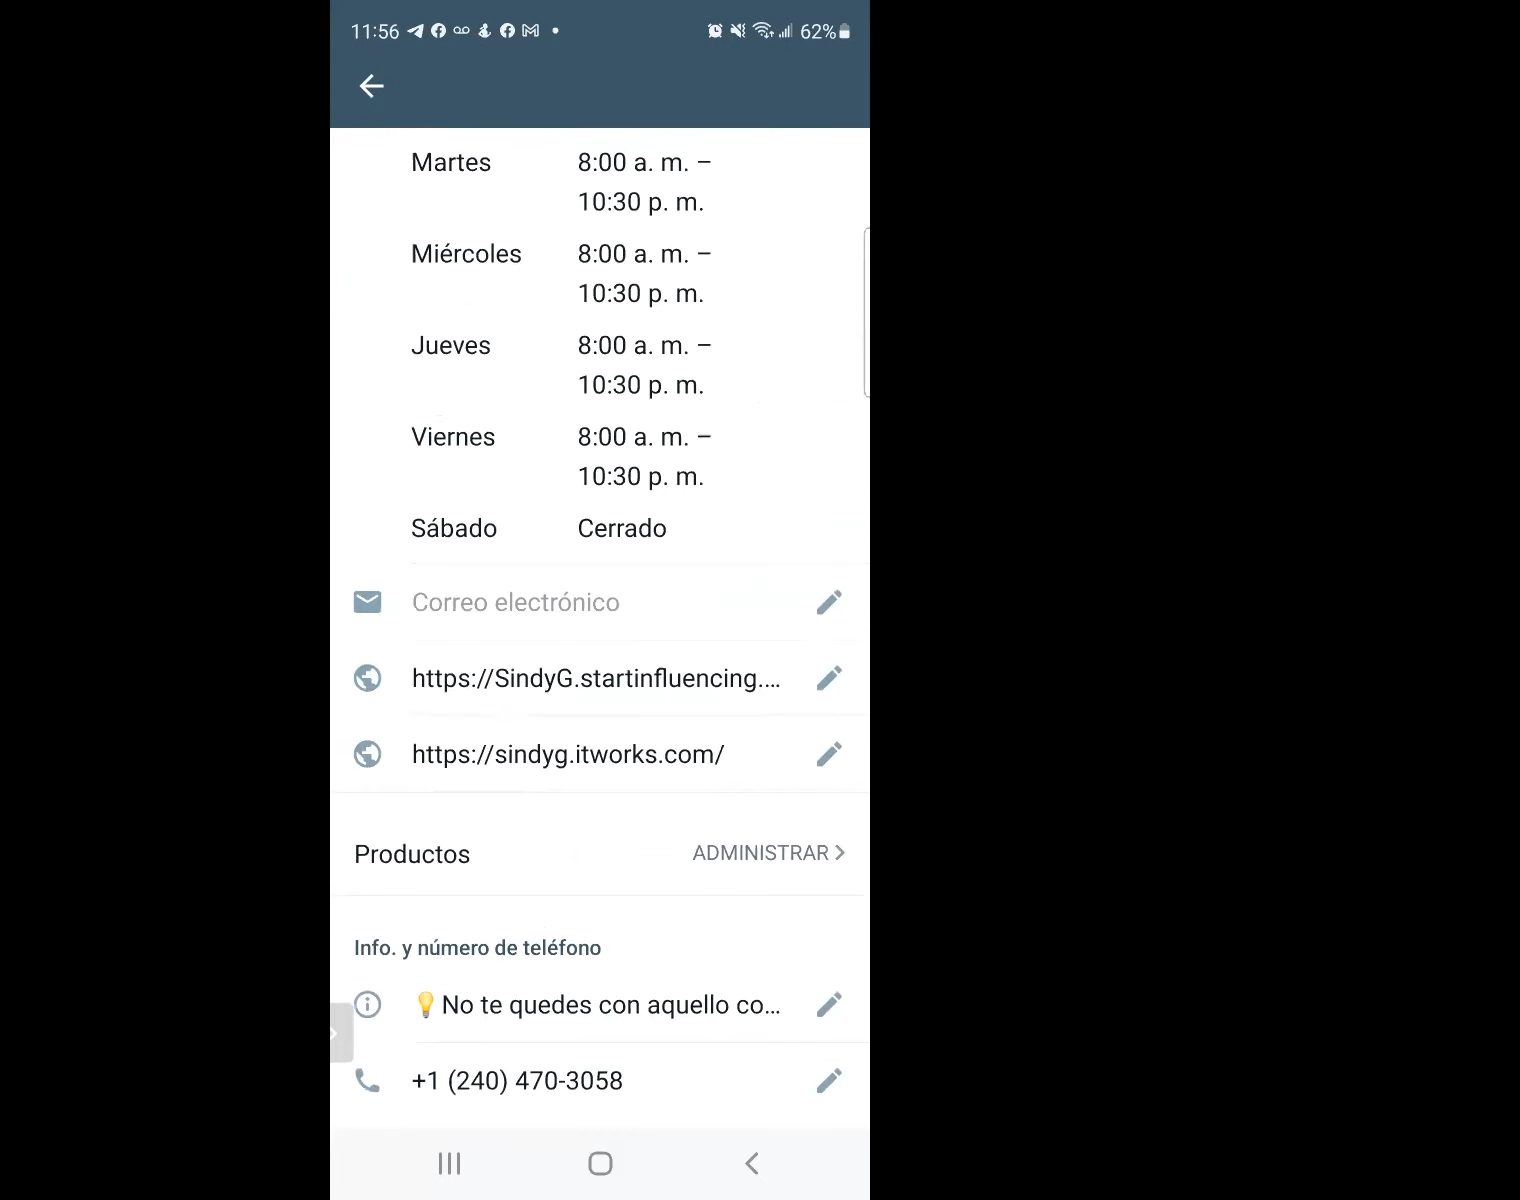 11:56 62%
Martes 8:00 a. m. –
10:30 p. m.
Miércoles 8:00 a. m. –
10:30 p. m.
Jueves 8:00 a. m. –
10:30 p. m.
Viernes 8:00 a. m. –
10:30 p. m.
Sábado Cerrado
Correo electrónico
https://SindyG.startinfluencing....
https://sindyg.itworks.com/
Productos ADMINISTRAR
Info. y número de teléfono
💡No te quedes con aquello co...
+1 (240) 470-3058